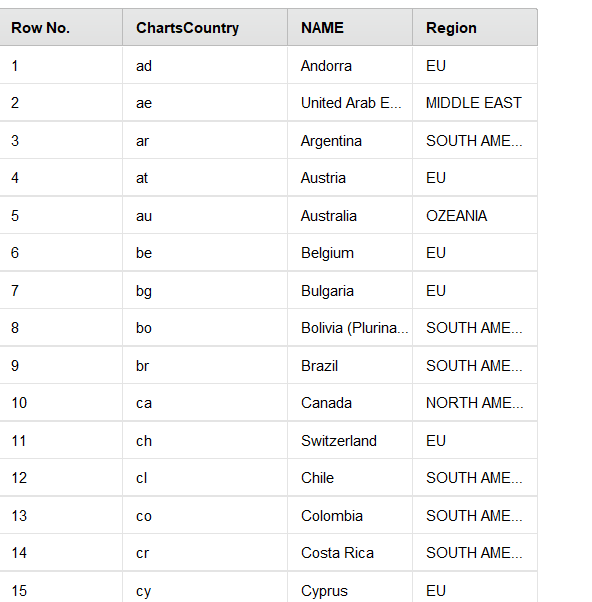 Row No. ChartsCountry NAME Region
1 ad Andorra EU
2 ae United Arab E... MIDDLE EAST
3 ar Argentina SOUTH AME...
4 at Austria EU
5 au Australia OZEANIA
6 be Belgium EU
7 bg Bulgaria EU
8 bo Bolivia (Plurina... SOUTH AME...
9 br Brazil SOUTH AME...
10 ca Canada NORTH AME...
11 ch Switzerland EU
12 cl Chile SOUTH AME...
13 co Colombia SOUTH AME...
14 cr Costa Rica SOUTH AME...
15 cy Cyprus EU